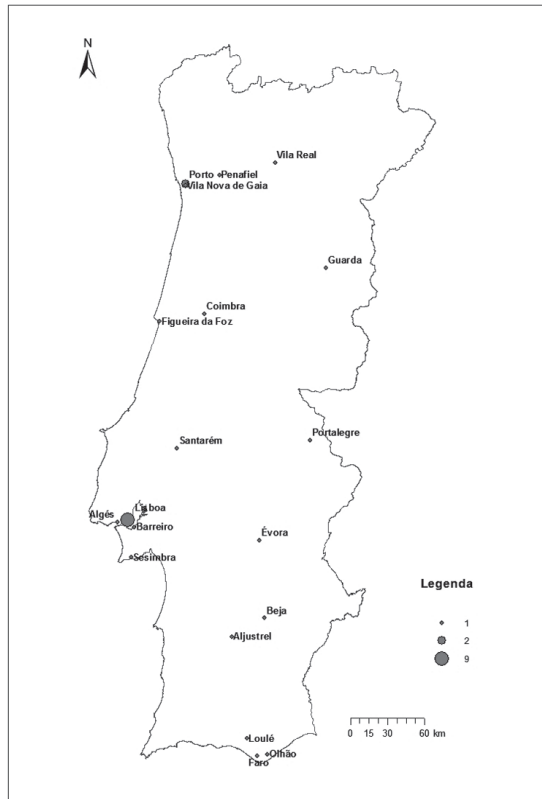 N
Vila Real
Porto
Penafiel
Vila Nova de Gaia
Guarda
Coimbra
Figueira da Foz
Portalegre
Santarém
Lisboa
Algés
Barreiro
Évora
Sesimbra
Legenda
1
2
9
Beja
Aljustrel
0 15 30 60 km
Loulé
Olhão
Faro